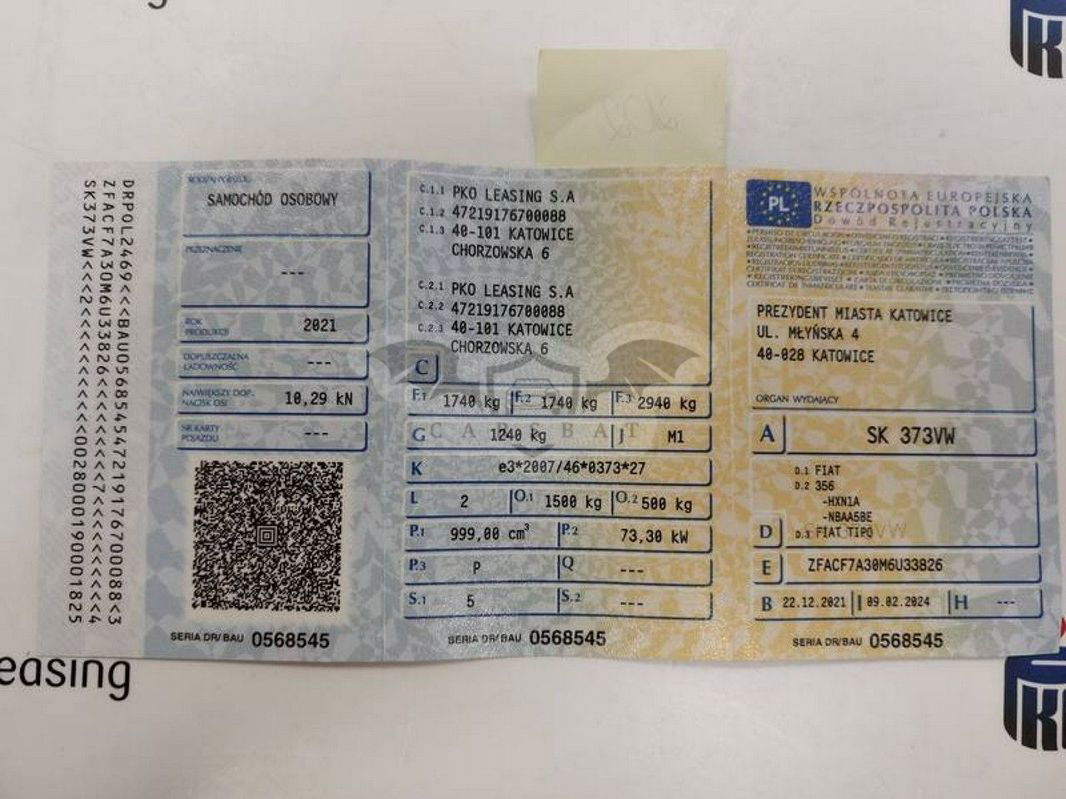 easing
DRPOL2469<<BAU056854547219176700088<3
ZFACF7A30M6U33826<<<<<<<7<<<<<<<<4
SK373VW<<<2<<<<<<<<<<<<<0028000190001825
RODZAJ POJAZDU
SAMOCHÓD OSOBOWY
PRZEZNACZENIE
---
ROK PRODUKCJI 2021
DOPUSZCZALNA ŁADOWNOŚĆ ---
NAJWIĘKSZY DOP. NACISK OSI 10,29 kN
NR KARTY POJAZDU ---
SERIA DR/BAU 0568545
C.1.1 PKO LEASING S.A
C.1.2 47219176700088
C.1.3 40-101 KATOWICE
CHORZOWSKA 6
C.2.1 PKO LEASING S.A
C.2.2 47219176700088
C.2.3 40-101 KATOWICE
CHORZOWSKA 6
C
F.1 1740 kg F.2 1740 kg F.3 2940 kg
G 1240 kg J M1
CARBAT
K e3*2007/46*0373*27
L 2 O.1 1500 kg O.2 500 kg
P.1 999,00 cm³ P.2 73,30 kW
P.3 P Q ---
S.1 5 S.2 ---
SERIA DR/BAU 0568545
PL
WSPÓLNOTA EUROPEJSKA
RZECZPOSPOLITA POLSKA
Dowód Rejestracyjny
PREZYDENT MIASTA KATOWICE
UL. MŁYŃSKA 4
40-028 KATOWICE
ORGAN WYDAJĄCY
A SK 373VW
D.1 FIAT
D.2 356
-HXN1A
-NBAA5BE
D D.3 FIAT TIPO
E ZFACF7A30M6U33826
B 22.12.2021 I 09.02.2024 H ---
SERIA DR/BAU 0568545